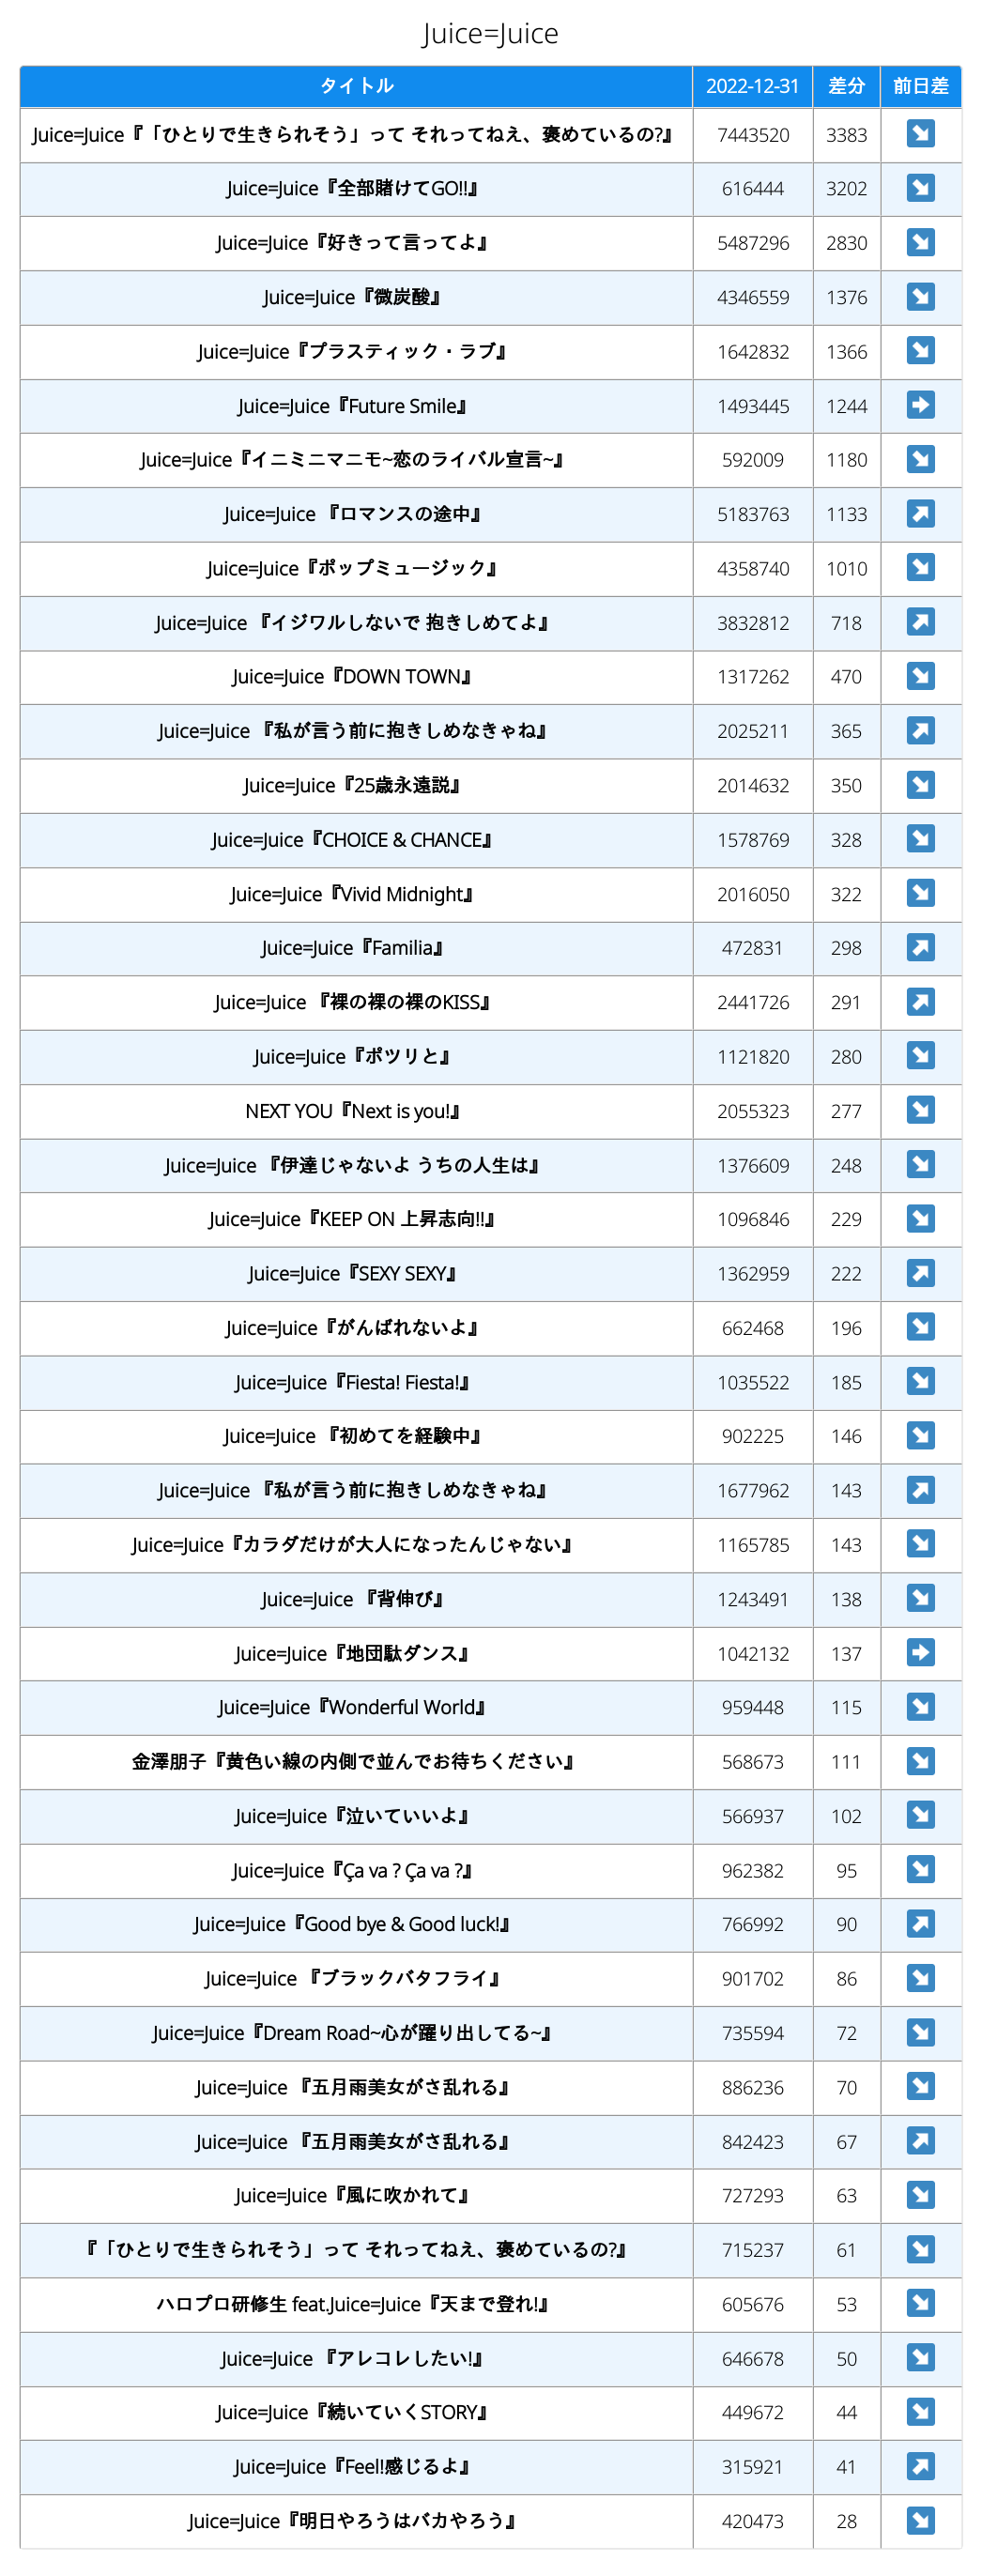 Juice=Juice
タイトル 2022-12-31 差分 前日差
Juice=Juice『「ひとりで生きられそう」って それってねえ、褒めているの?』 7443520 3383 ↘
Juice=Juice『全部賭けてGO!!』 616444 3202 ↘
Juice=Juice『好きって言ってよ』 5487296 2830 ↘
Juice=Juice『微炭酸』 4346559 1376 ↘
Juice=Juice『プラスティック・ラブ』 1642832 1366 ↘
Juice=Juice『Future Smile』 1493445 1244 ➡
Juice=Juice『イニミニマニモ~恋のライバル宣言~』 592009 1180 ↘
Juice=Juice 『ロマンスの途中』 5183763 1133 ↗
Juice=Juice『ポップミュージック』 4358740 1010 ↘
Juice=Juice 『イジワルしないで 抱きしめてよ』 3832812 718 ↗
Juice=Juice『DOWN TOWN』 1317262 470 ↘
Juice=Juice 『私が言う前に抱きしめなきゃね』 2025211 365 ↗
Juice=Juice『25歳永遠説』 2014632 350 ↘
Juice=Juice『CHOICE & CHANCE』 1578769 328 ↘
Juice=Juice『Vivid Midnight』 2016050 322 ↘
Juice=Juice『Familia』 472831 298 ↗
Juice=Juice 『裸の裸の裸のKISS』 2441726 291 ↗
Juice=Juice『ポツリと』 1121820 280 ↘
NEXT YOU『Next is you!』 2055323 277 ↘
Juice=Juice 『伊達じゃないよ うちの人生は』 1376609 248 ↘
Juice=Juice『KEEP ON 上昇志向!!』 1096846 229 ↘
Juice=Juice『SEXY SEXY』 1362959 222 ↗
Juice=Juice『がんばれないよ』 662468 196 ↘
Juice=Juice『Fiesta! Fiesta!』 1035522 185 ↘
Juice=Juice 『初めてを経験中』 902225 146 ↘
Juice=Juice 『私が言う前に抱きしめなきゃね』 1677962 143 ↗
Juice=Juice『カラダだけが大人になったんじゃない』 1165785 143 ↘
Juice=Juice 『背伸び』 1243491 138 ↘
Juice=Juice『地団駄ダンス』 1042132 137 ➡
Juice=Juice『Wonderful World』 959448 115 ↘
金澤朋子『黄色い線の内側で並んでお待ちください』 568673 111 ↘
Juice=Juice『泣いていいよ』 566937 102 ↘
Juice=Juice『Ça va ? Ça va ?』 962382 95 ↘
Juice=Juice『Good bye & Good luck!』 766992 90 ↗
Juice=Juice 『ブラックバタフライ』 901702 86 ↘
Juice=Juice『Dream Road~心が躍り出してる~』 735594 72 ↘
Juice=Juice 『五月雨美女がさ乱れる』 886236 70 ↘
Juice=Juice 『五月雨美女がさ乱れる』 842423 67 ↗
Juice=Juice『風に吹かれて』 727293 63 ↘
『「ひとりで生きられそう」って それってねえ、褒めているの?』 715237 61 ↘
ハロプロ研修生 feat.Juice=Juice『天まで登れ!』 605676 53 ↘
Juice=Juice 『アレコレしたい!』 646678 50 ↘
Juice=Juice『続いていくSTORY』 449672 44 ↘
Juice=Juice『Feel!感じるよ』 315921 41 ↗
Juice=Juice『明日やろうはバカやろう』 420473 28 ↘